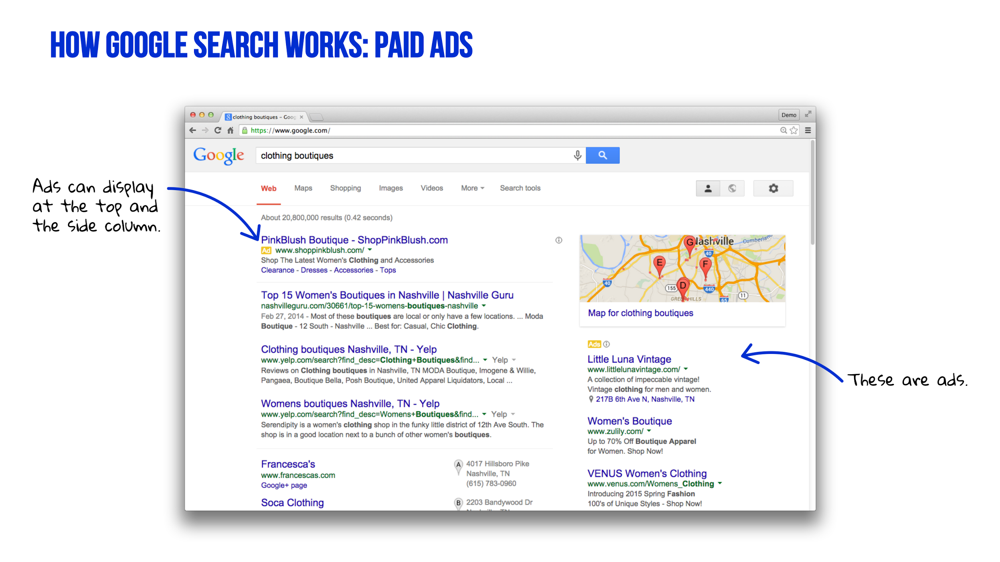 HOW GOOGLE SEARCH WORKS: PAID ADS
clothing boutiques - Goog
Demo
https://www.google.com/
Google
clothing boutiques
Web Maps Shopping Images Videos More Search tools
Ads can display
at the top and
the side column.
About 20,800,000 results (0.42 seconds)
PinkBlush Boutique - ShopPinkBlush.com
Ad www.shoppinkblush.com/
Shop The Latest Women's Clothing and Accessories
Clearance - Dresses - Accessories - Tops
Top 15 Women's Boutiques in Nashville | Nashville Guru
nashvilleguru.com/30661/top-15-womens-boutiques-nashville
Feb 27, 2014 - Most of these boutiques are local or only have a few locations. ... Moda
Boutique - 12 South - Nashville ... Best for: Casual, Chic Clothing.
Clothing boutiques Nashville, TN - Yelp
www.yelp.com/search?find_desc=Clothing+Boutiques&find... Yelp
Reviews on Clothing boutiques in Nashville, TN MODA Boutique, Imogene & Willie,
Pangaea, Boutique Bella, Posh Boutique, United Apparel Liquidators, Local ...
Womens boutiques Nashville, TN - Yelp
www.yelp.com/search?find_desc=Womens+Boutiques&find... Yelp
Serendipity is a women's clothing shop in the funky little district of 12th Ave South. The
shop is in a good location next to a bunch of other women's boutiques.
Francesca's
www.francescas.com
Google+ page
A 4017 Hillsboro Pike
Nashville, TN
(615) 783-0960
Soca Clothing
B 2203 Bandywood Dr
G Nashville Cumberland
40
E F
40
155 D 440
GREEN HILLS 65 11
Map for clothing boutiques
Ads
Little Luna Vintage
www.littlelunavintage.com/
A collection of impeccable vintage!
Vintage clothing for men and women.
217B 6th Ave N, Nashville, TN
Women's Boutique
www.zulily.com/
Up to 70% Off Boutique Apparel
for Women. Shop Now!
VENUS Women's Clothing
www.venus.com/Womens_Clothing
Introducing 2015 Spring Fashion
100's of Unique Styles - Shop Now!
These are ads.